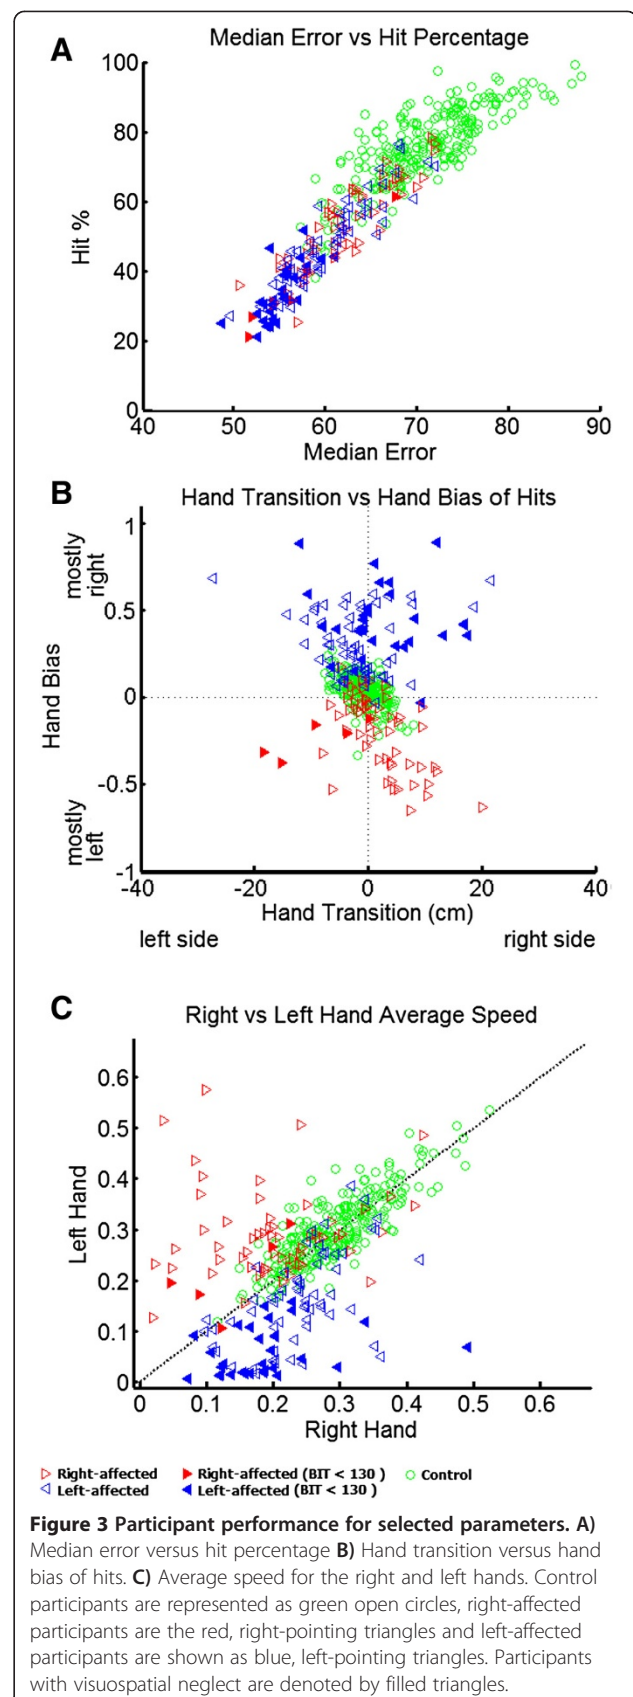 A
Median Error vs Hit Percentage
100
80
60
40
20
0
Hit %
40 50 60 70 80 90
Median Error
B
Hand Transition vs Hand Bias of Hits
mostly right
1
0.5
0
-0.5
-1
Hand Bias
mostly left
-40 -20 0 20 40
Hand Transition (cm)
left side right side
C
Right vs Left Hand Average Speed
0.6
0.5
0.4
0.3
0.2
0.1
0
Left Hand
0 0.1 0.2 0.3 0.4 0.5 0.6
Right Hand
Right-affected Right-affected (BIT < 130) Control
Left-affected Left-affected (BIT < 130)
Figure 3 Participant performance for selected parameters. A)
Median error versus hit percentage B) Hand transition versus hand
bias of hits. C) Average speed for the right and left hands. Control
participants are represented as green open circles, right-affected
participants are the red, right-pointing triangles and left-affected
participants are shown as blue, left-pointing triangles. Participants
with visuospatial neglect are denoted by filled triangles.